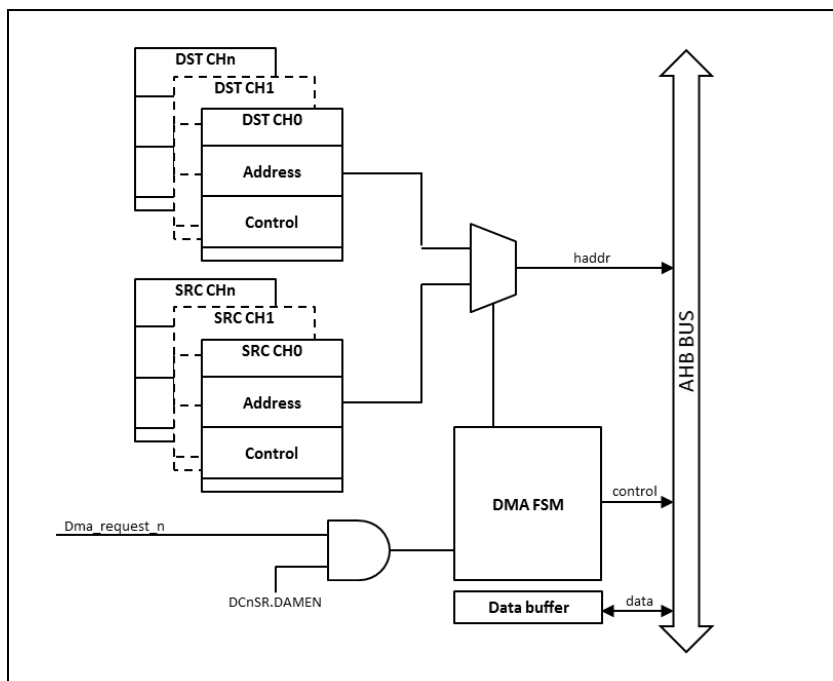 DST CHn
DST CH1
DST CH0
Address
Control
haddr
SRC CHn
SRC CH1
SRC CH0
Address
Control
AHB BUS
DMA FSM
control
Dma_request_n
DCnSR.DAMEN
Data buffer
data